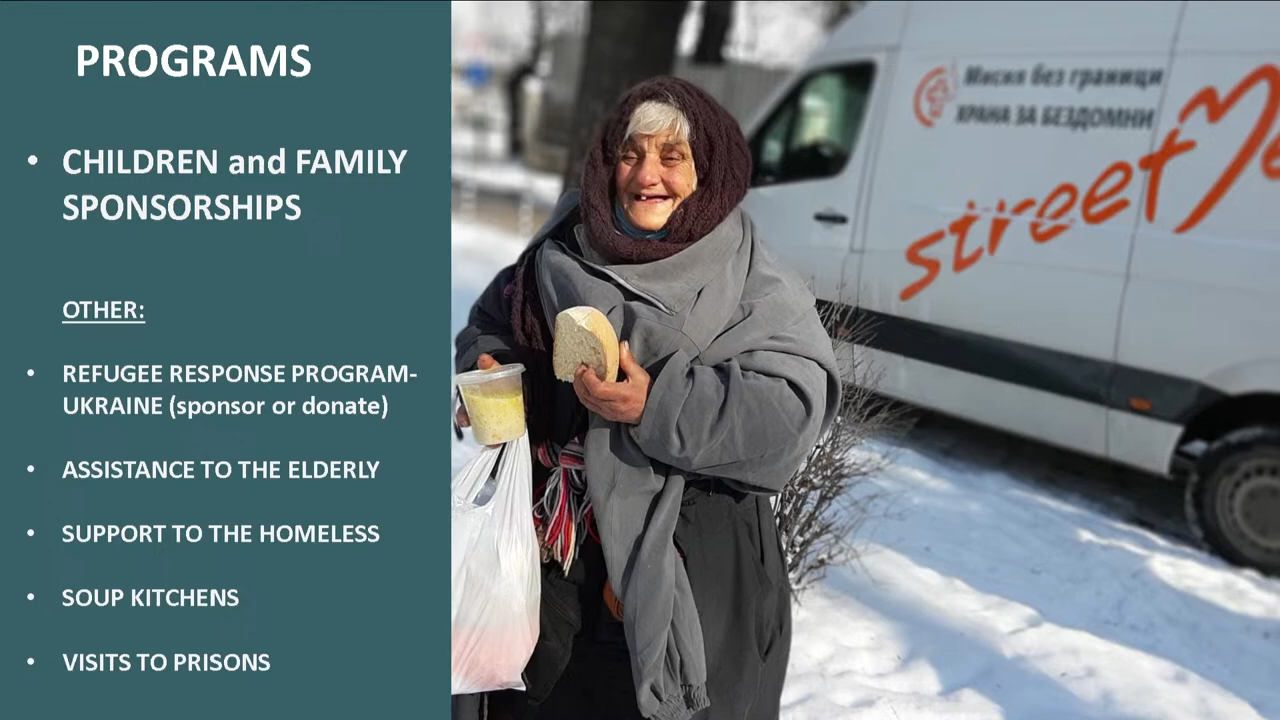 PROGRAMS
• CHILDREN and FAMILY
SPONSORSHIPS
OTHER:
• REFUGEE RESPONSE PROGRAM-
UKRAINE (sponsor or donate)
• ASSISTANCE TO THE ELDERLY
• SUPPORT TO THE HOMELESS
• SOUP KITCHENS
• VISITS TO PRISONS
Мисия без граници
ХРАНА ЗА БЕЗДОМНИ
street